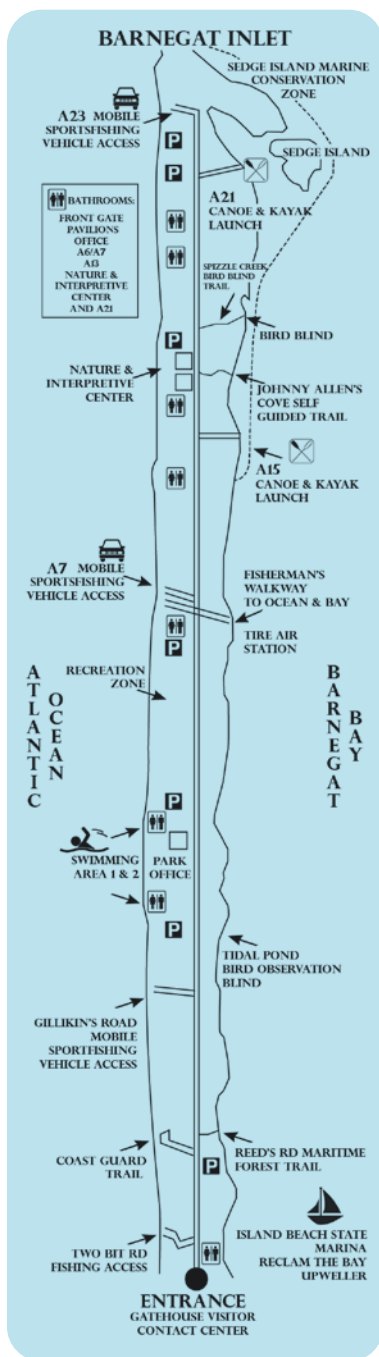 BARNEGAT INLET
SEDGE ISLAND MARINE
CONSERVATION
ZONE
A23 MOBILE
SPORTSFISHING
VEHICLE ACCESS
P
SEDGE ISLAND
P
A21
CANOE & KAYAK
LAUNCH
BATHROOMS:
FRONT GATE
PAVILIONS
OFFICE
A6/A7
A13
NATURE &
INTERPRETIVE
CENTER
AND A21
SPIZZLE CREEK
BIRD BLIND
TRAIL
BIRD BLIND
P
NATURE &
INTERPRETIVE
CENTER
JOHNNY ALLEN'S
COVE SELF
GUIDED TRAIL
A15
CANOE & KAYAK
LAUNCH
A7 MOBILE
SPORTSFISHING
VEHICLE ACCESS
FISHERMAN'S
WALKWAY
TO OCEAN & BAY
TIRE AIR
STATION
P
RECREATION
ZONE
ATLANTIC
OCEAN
BARNEGAT
BAY
P
SWIMMING
AREA 1 & 2
PARK
OFFICE
P
TIDAL POND
BIRD OBSERVATION
BLIND
GILLIKIN'S ROAD
MOBILE
SPORTSFISHING
VEHICLE ACCESS
COAST GUARD
TRAIL
REED'S RD MARITIME
FOREST TRAIL
P
ISLAND BEACH STATE
MARINA
RECLAM THE BAY
UPWELLER
TWO BIT RD
FISHING ACCESS
ENTRANCE
GATEHOUSE VISITOR
CONTACT CENTER